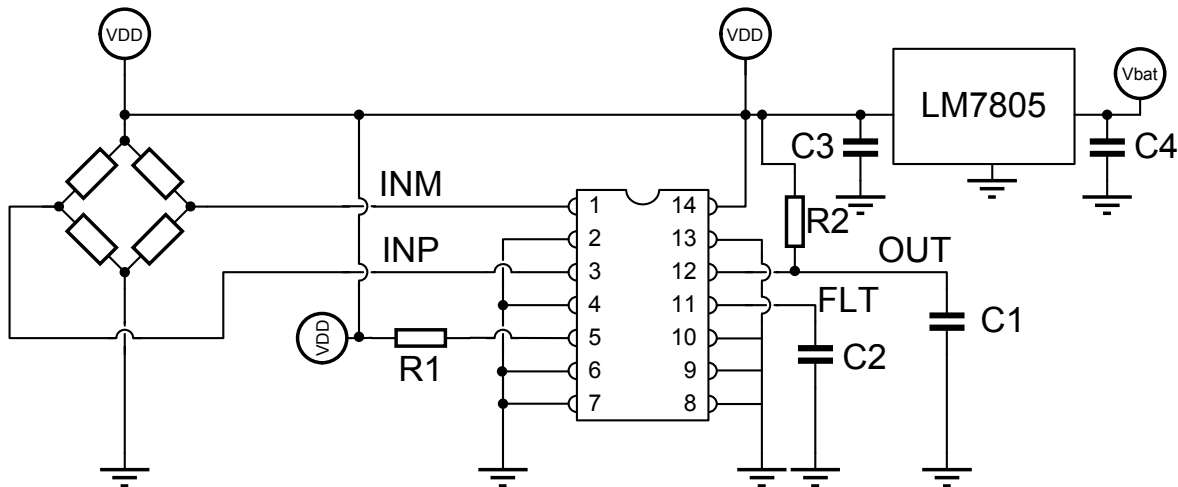 VDD
VDD
Vbat
LM7805
C3
C4
INM
1
14
R2
2
13
INP
OUT
3
12
4
11
FLT
C1
VDD
5
10
R1
C2
6
9
7
8